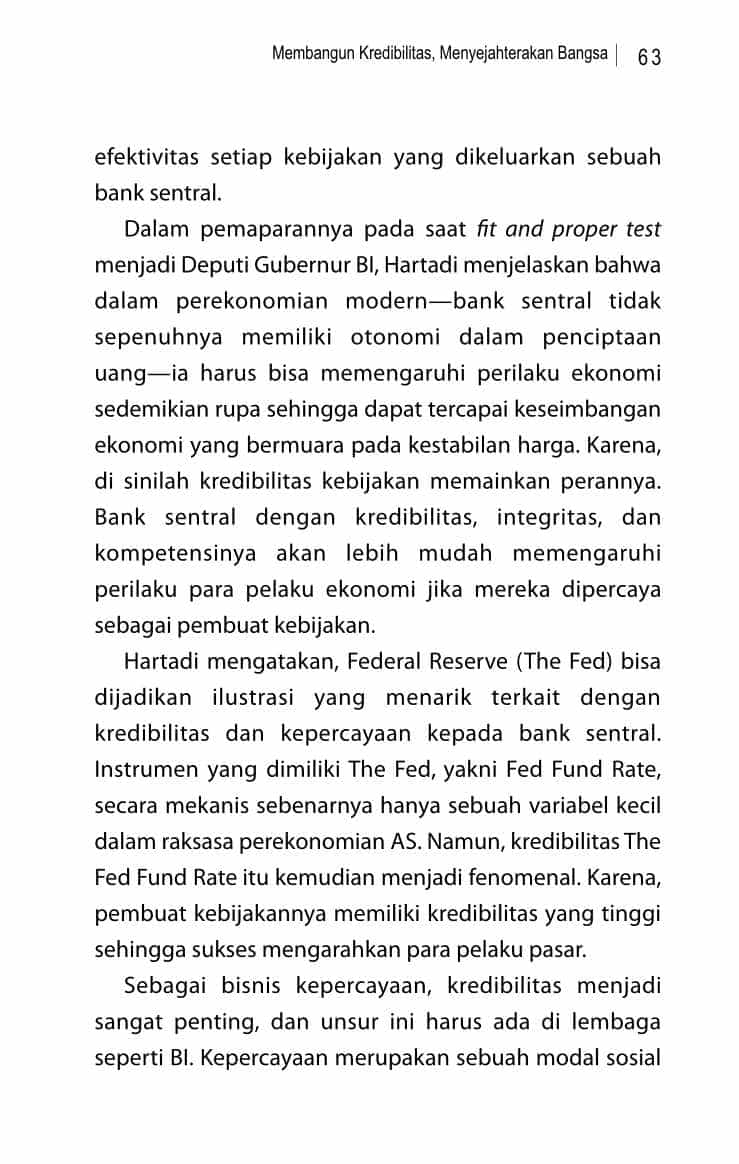 Membangun Kredibilitas, Menyejahterakan Bangsa | 63
efektivitas setiap kebijakan yang dikeluarkan sebuah
bank sentral.
Dalam pemaparannya pada saat fit and proper test
menjadi Deputi Gubernur BI, Hartadi menjelaskan bahwa
dalam perekonomian modern—bank sentral tidak
sepenuhnya memiliki otonomi dalam penciptaan
uang—ia harus bisa memengaruhi perilaku ekonomi
sedemikian rupa sehingga dapat tercapai keseimbangan
ekonomi yang bermuara pada kestabilan harga. Karena,
di sinilah kredibilitas kebijakan memainkan perannya.
Bank sentral dengan kredibilitas, integritas, dan
kompetensinya akan lebih mudah memengaruhi
perilaku para pelaku ekonomi jika mereka dipercaya
sebagai pembuat kebijakan.
Hartadi mengatakan, Federal Reserve (The Fed) bisa
dijadikan ilustrasi yang menarik terkait dengan
kredibilitas dan kepercayaan kepada bank sentral.
Instrumen yang dimiliki The Fed, yakni Fed Fund Rate,
secara mekanis sebenarnya hanya sebuah variabel kecil
dalam raksasa perekonomian AS. Namun, kredibilitas The
Fed Fund Rate itu kemudian menjadi fenomenal. Karena,
pembuat kebijakannya memiliki kredibilitas yang tinggi
sehingga sukses mengarahkan para pelaku pasar.
Sebagai bisnis kepercayaan, kredibilitas menjadi
sangat penting, dan unsur ini harus ada di lembaga
seperti BI. Kepercayaan merupakan sebuah modal sosial